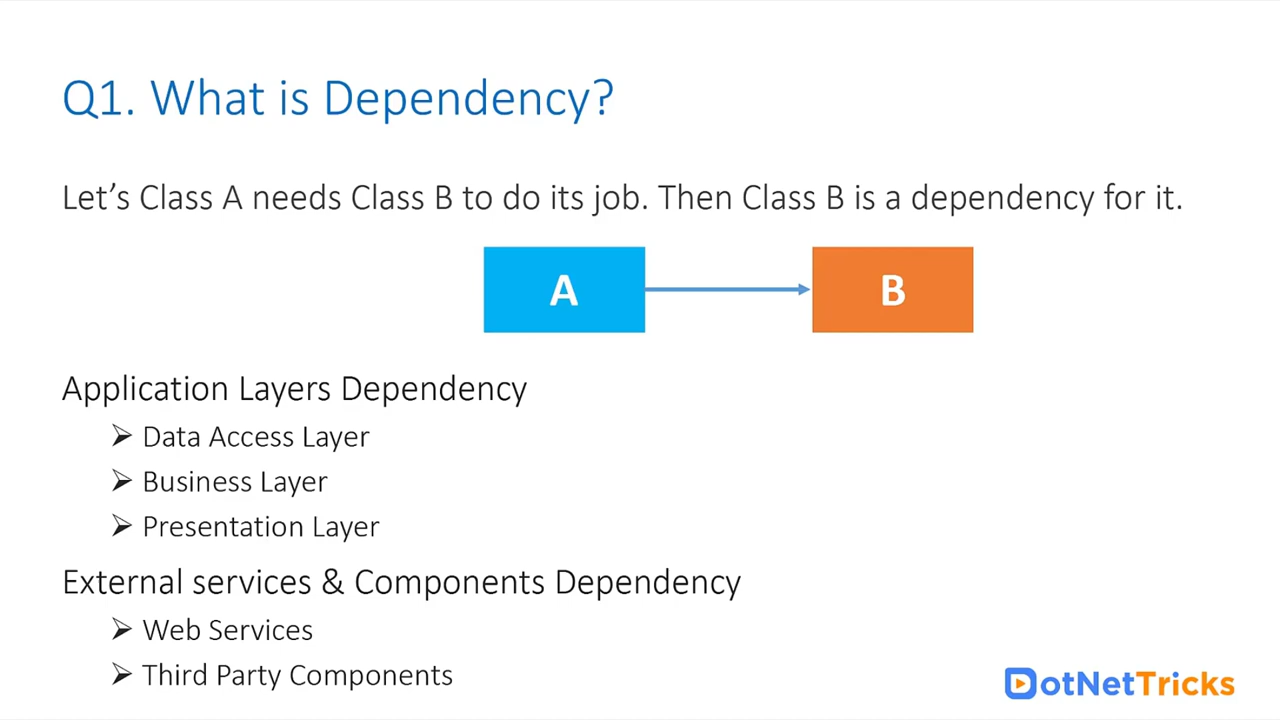 Q1. What is Dependency?
Let’s Class A needs Class B to do its job. Then Class B is a dependency for it.
A
B
Application Layers Dependency
Data Access Layer
Business Layer
Presentation Layer
External services & Components Dependency
Web Services
Third Party Components
DotNetTricks